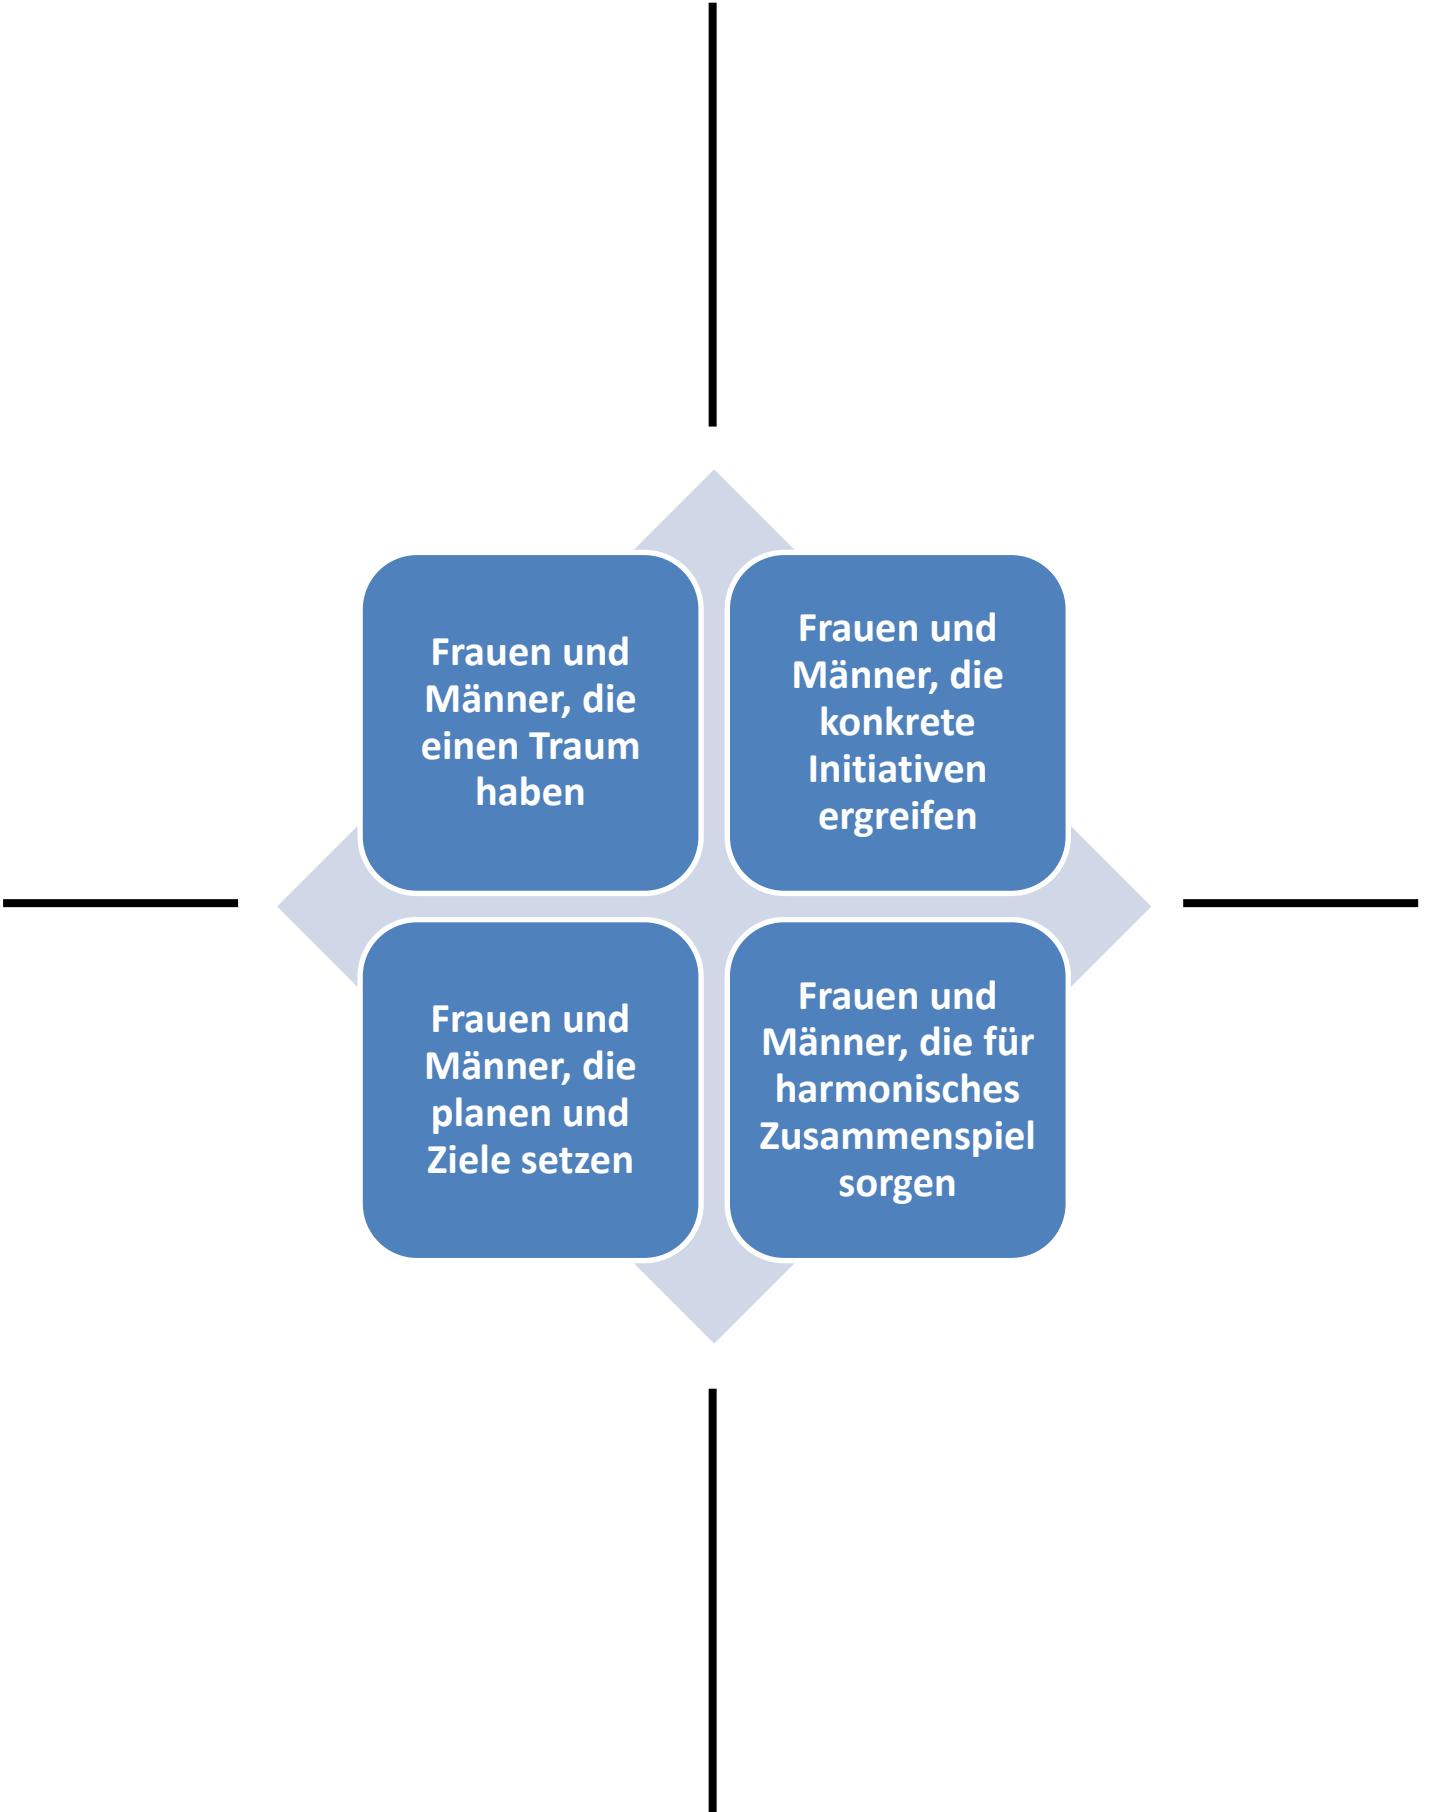 Frauen und
Männer, die
einen Traum
haben
Frauen und
Männer, die
konkrete
Initiativen
ergreifen
Frauen und
Männer, die
planen und
Ziele setzen
Frauen und
Männer, die für
harmonisches
Zusammenspiel
sorgen